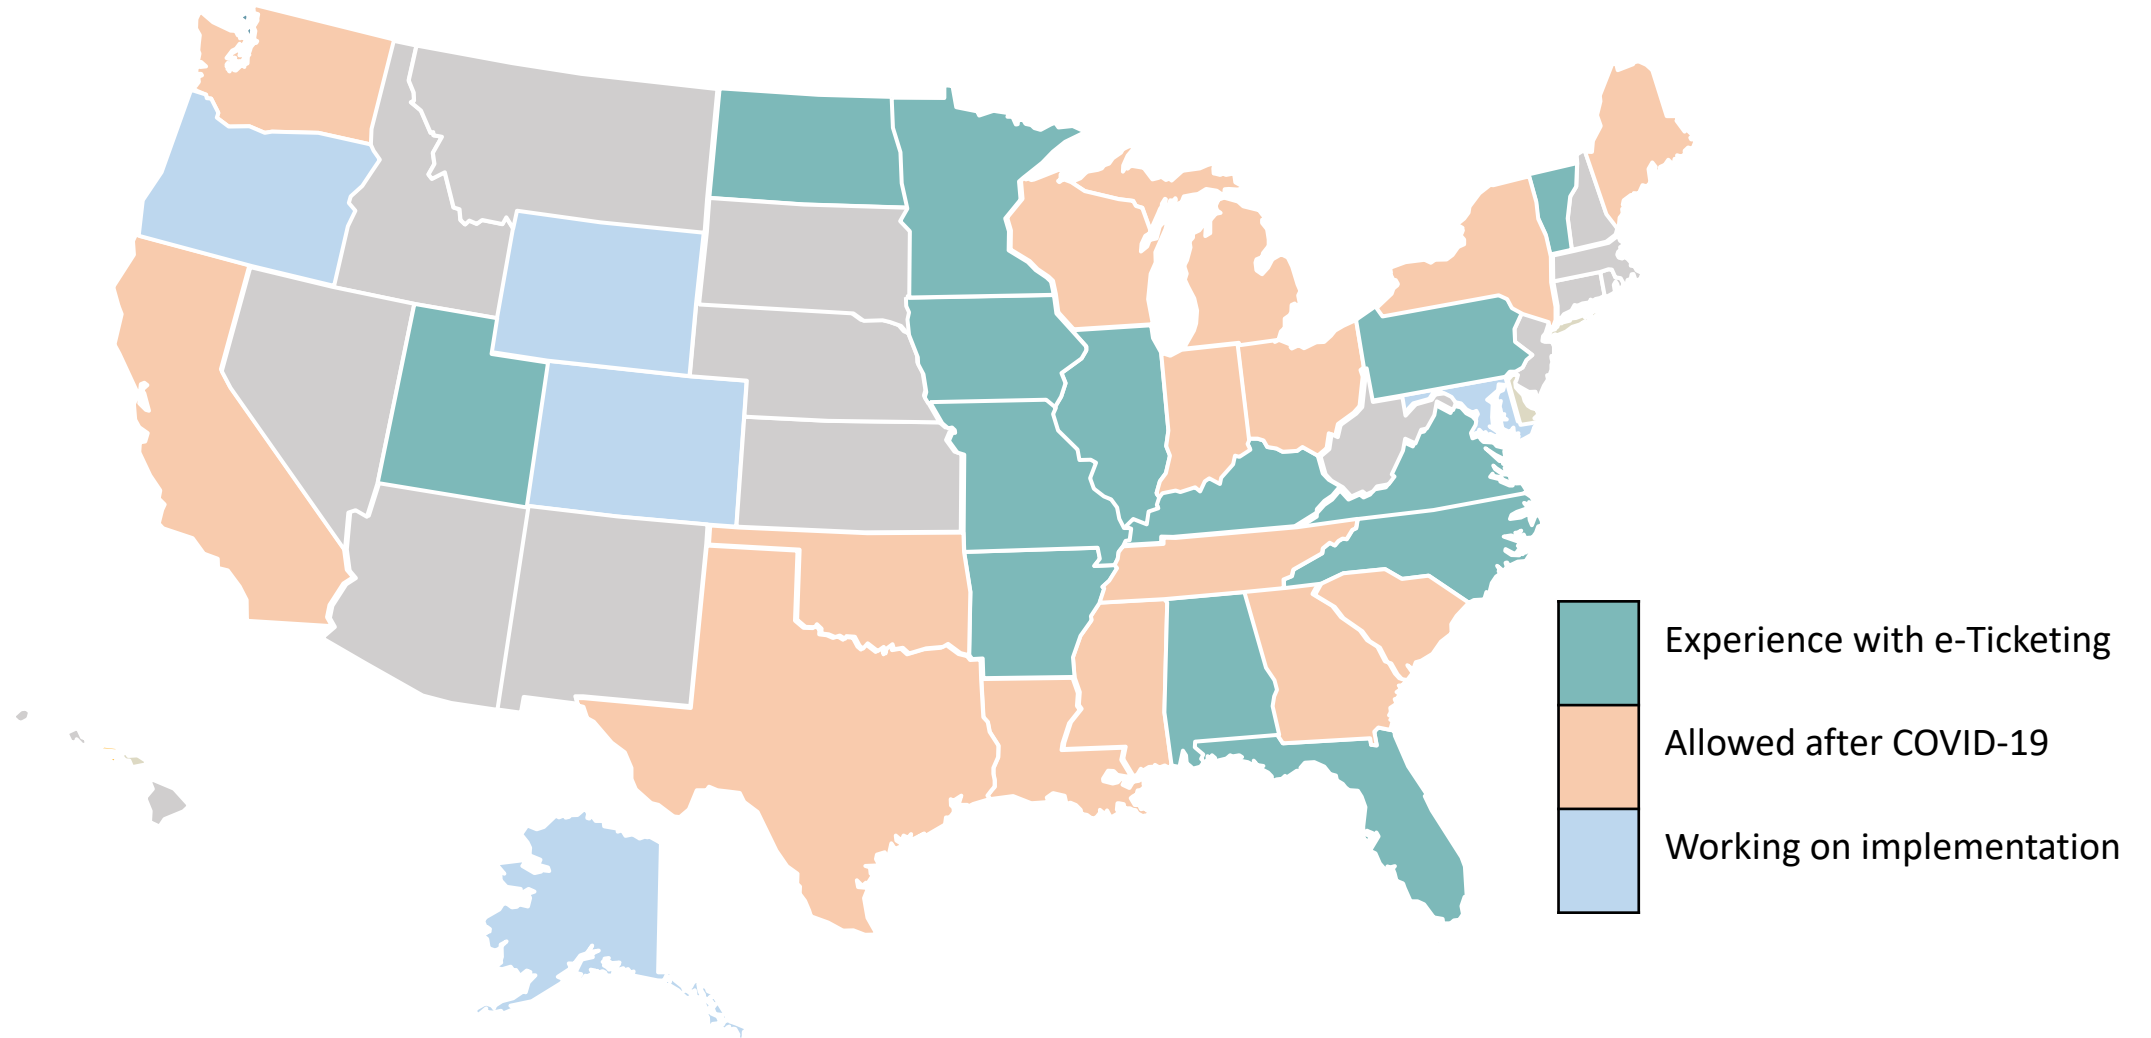 Experience with e-Ticketing
Allowed after COVID-19
Working on implementation